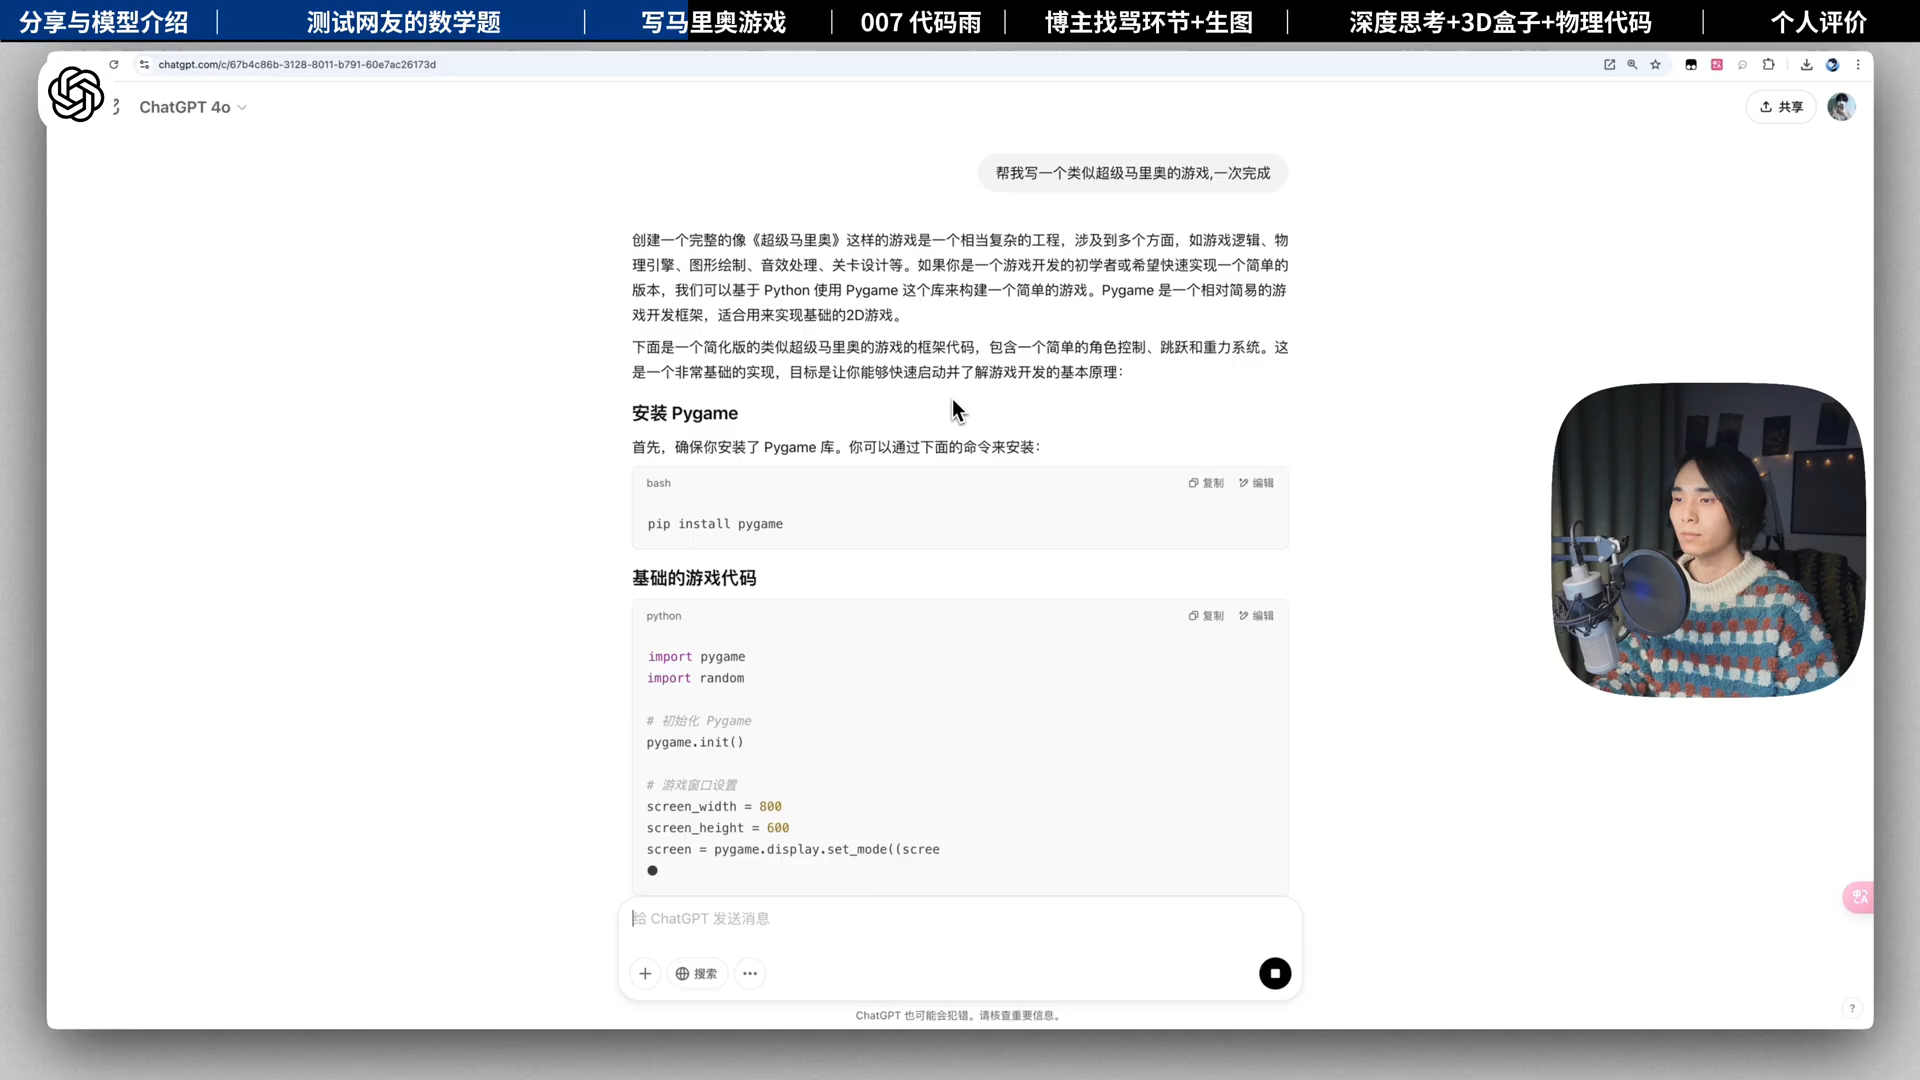 分享与模型介绍 | 测试网友的数学题 | 写马里奥游戏 | 007 代码雨 | 博主找骂环节+生图 | 深度思考+3D盒子+物理代码 | 个人评价
chatgpt.com/c/67b4c86b-3128-8011-b791-60e7ac26173d
ChatGPT 4o
共享
帮我写一个类似超级马里奥的游戏,一次完成
创建一个完整的像《超级马里奥》这样的游戏是一个相当复杂的工程，涉及到多个方面，如游戏逻辑、物
理引擎、图形绘制、音效处理、关卡设计等。如果你是一个游戏开发的初学者或希望快速实现一个简单的
版本，我们可以基于 Python 使用 Pygame 这个库来构建一个简单的游戏。Pygame 是一个相对简易的游
戏开发框架，适合用来实现基础的2D游戏。
下面是一个简化版的类似超级马里奥的游戏的框架代码，包含一个简单的角色控制、跳跃和重力系统。这
是一个非常基础的实现，目标是让你能够快速启动并了解游戏开发的基本原理：
安装 Pygame
首先，确保你安装了 Pygame 库。你可以通过下面的命令来安装：
bash 复制 编辑
pip install pygame
基础的游戏代码
python 复制 编辑
import pygame
import random
# 初始化 Pygame
pygame.init()
# 游戏窗口设置
screen_width = 800
screen_height = 600
screen = pygame.display.set_mode((scree
给 ChatGPT 发送消息
搜索
ChatGPT 也可能会犯错。请核查重要信息。
?